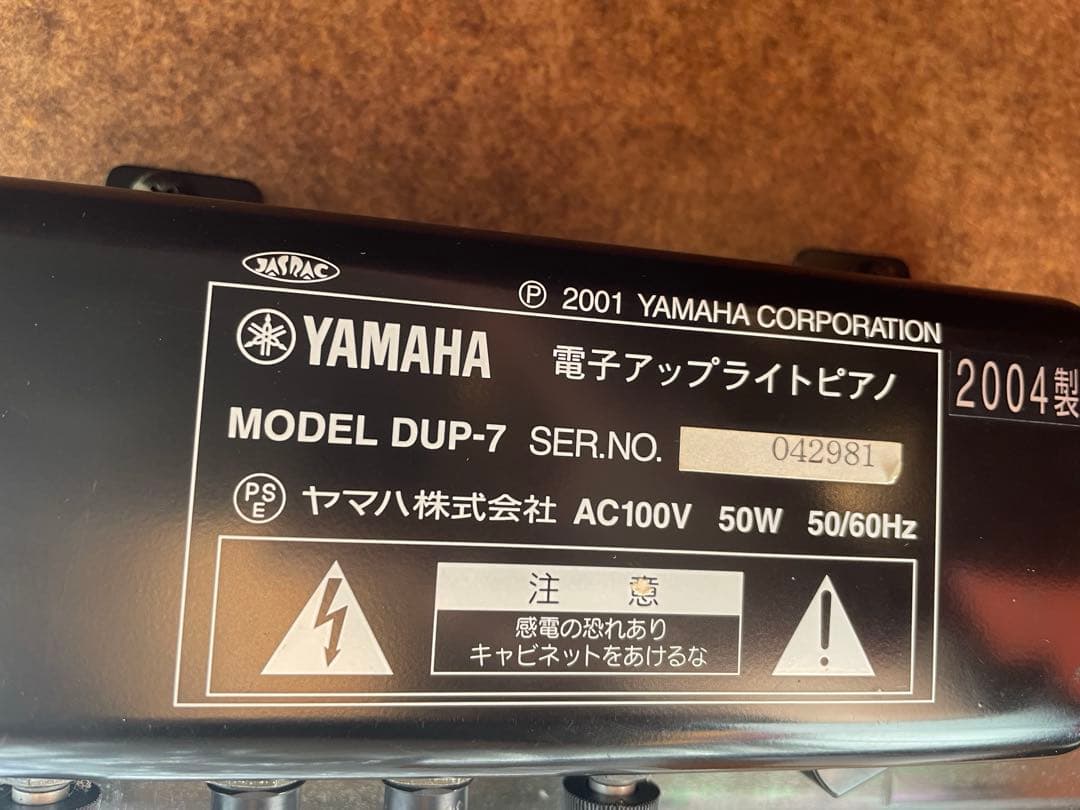 JASRAC
Ⓟ 2001 YAMAHA CORPORATION
YAMAHA 電子アップライトピアノ
2004製
MODEL DUP-7 SER.NO. 042981
PSE ヤマハ株式会社 AC100V 50W 50/60Hz
注 意
感電の恐れあり
キャビネットをあけるな